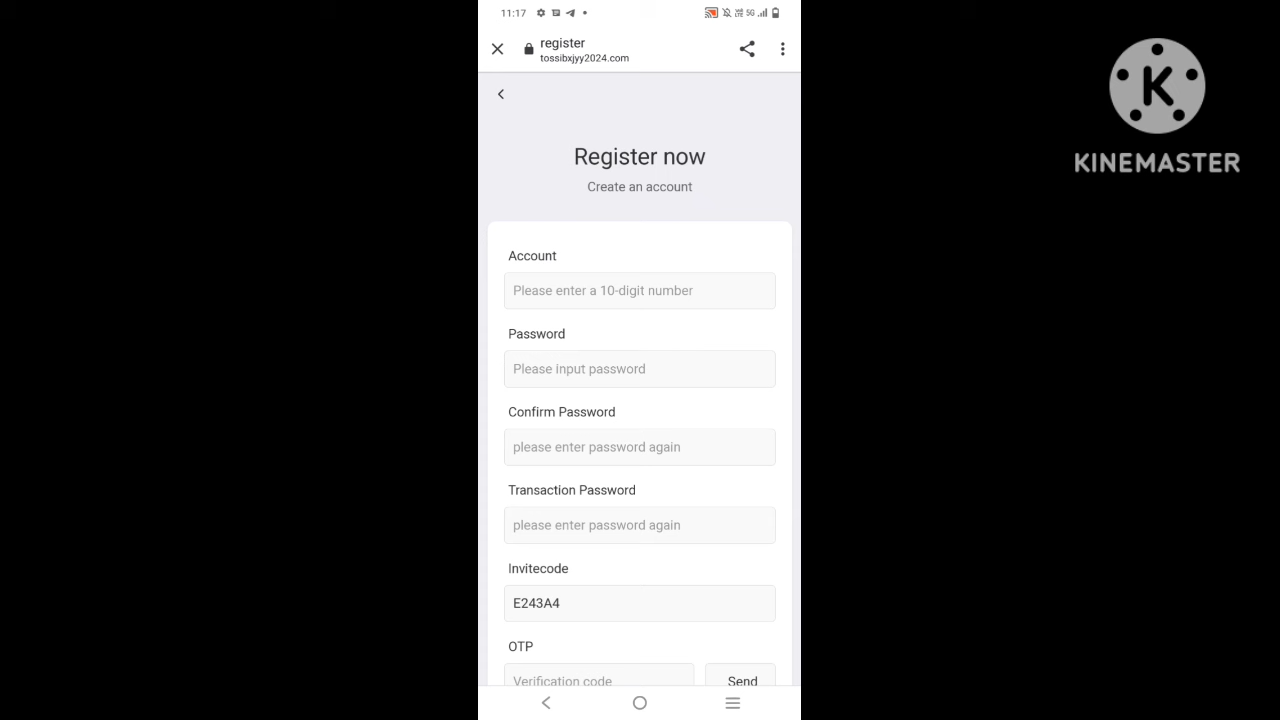 11:17
5G
register
tossibxjyy2024.com
Register now
Create an account
Account
Please enter a 10-digit number
Password
Please input password
Confirm Password
please enter password again
Transaction Password
please enter password again
Invitecode
E243A4
OTP
Verification code
Send
K
KINEMASTER